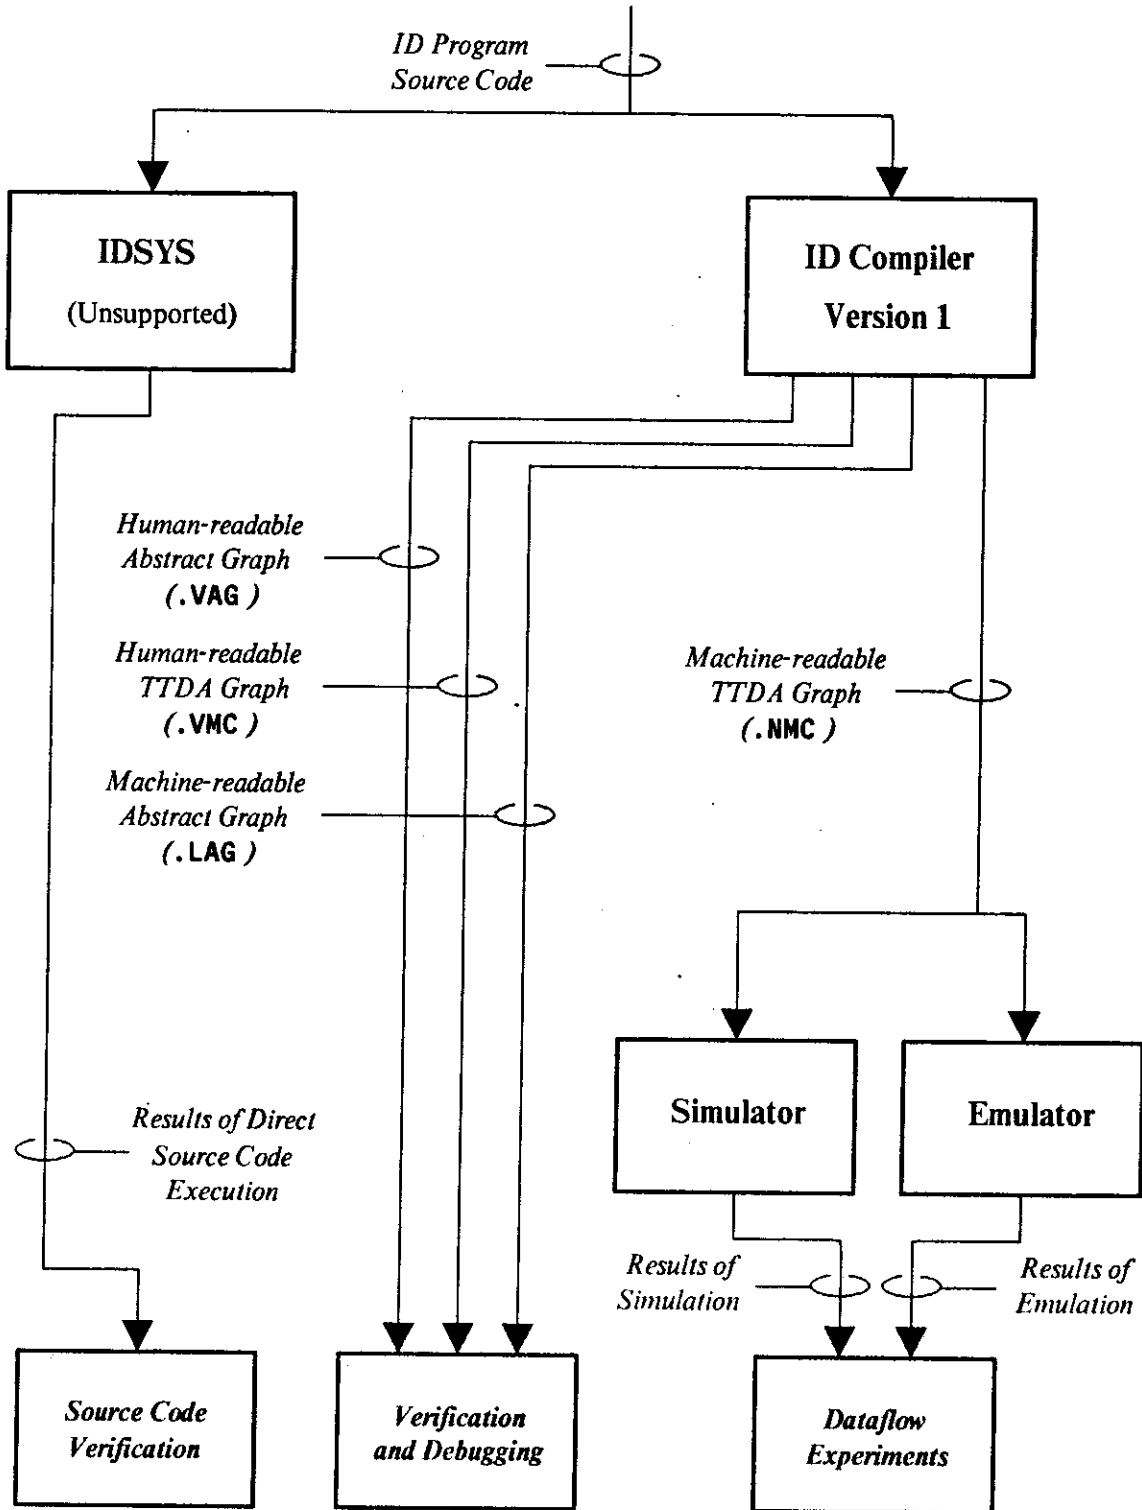 ID Program
Source Code
IDSYS
(Unsupported)
ID Compiler
Version 1
Human-readable
Abstract Graph
(.VAG )
Human-readable
TTDA Graph
(.VMC )
Machine-readable
TTDA Graph
(.NMC )
Machine-readable
Abstract Graph
(.LAG )
Simulator
Emulator
Results of Direct
Source Code
Execution
Results of
Simulation
Results of
Emulation
Source Code
Verification
Verification
and Debugging
Dataflow
Experiments